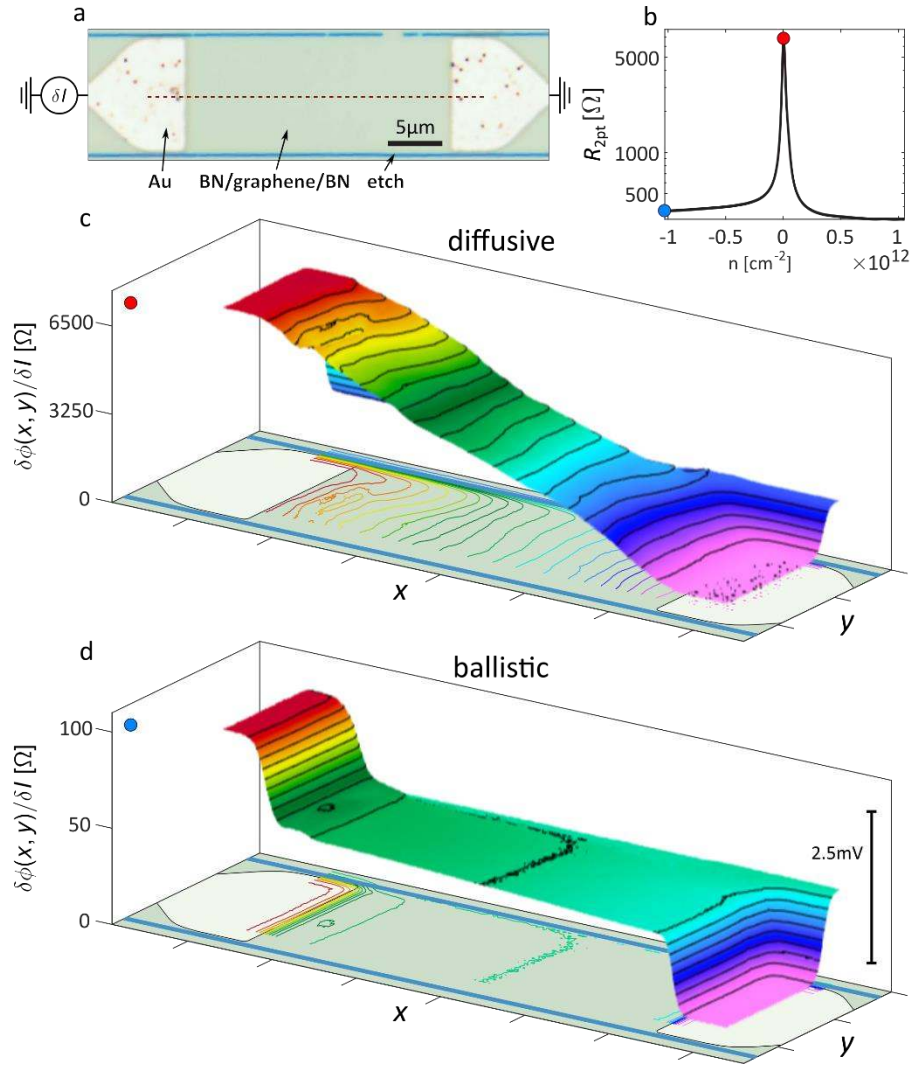 a
δI
5μm
Au
BN/graphene/BN
etch
b
R2pt [Ω]
5000
1000
500
-1
-0.5
0
0.5
1
n [cm-2]
×10^12
c
diffusive
δϕ(x, y)/δI [Ω]
6500
3250
0
x
y
d
ballistic
δϕ(x, y)/δI [Ω]
100
50
0
2.5mV
x
y